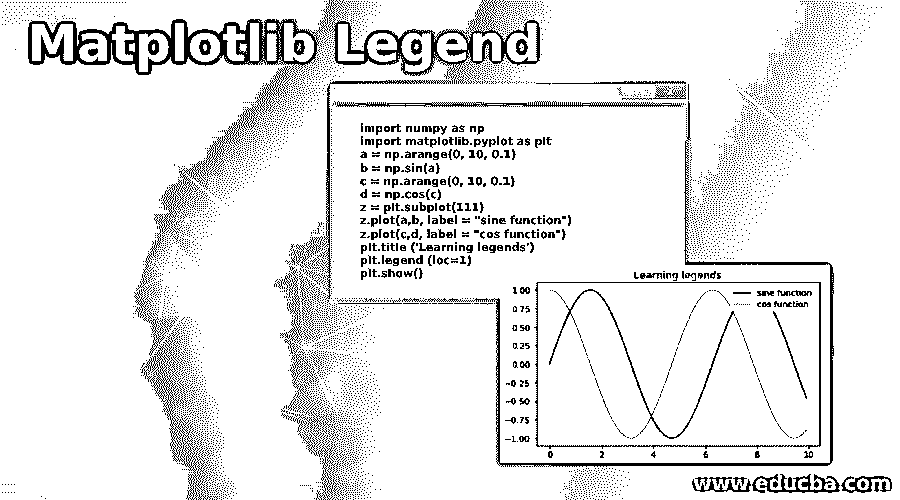 Matplotlib Legend
import numpy as np
import matplotlib.pyplot as plt
a = np.arange(0, 10, 0.1)
b = np.sin(a)
c = np.arange(0, 10, 0.1)
d = np.cos(c)
z = plt.subplot(111)
z.plot(a,b, label = "sine function")
z.plot(c,d, label = "cos function")
plt.title ('Learning legends')
plt.legend (loc=1)
plt.show()
Learning legends
sine function
cos function
1.00
0.75
0.50
0.25
0.00
−0.25
−0.50
−0.75
−1.00
0 2 4 6 8 10
www.educba.com